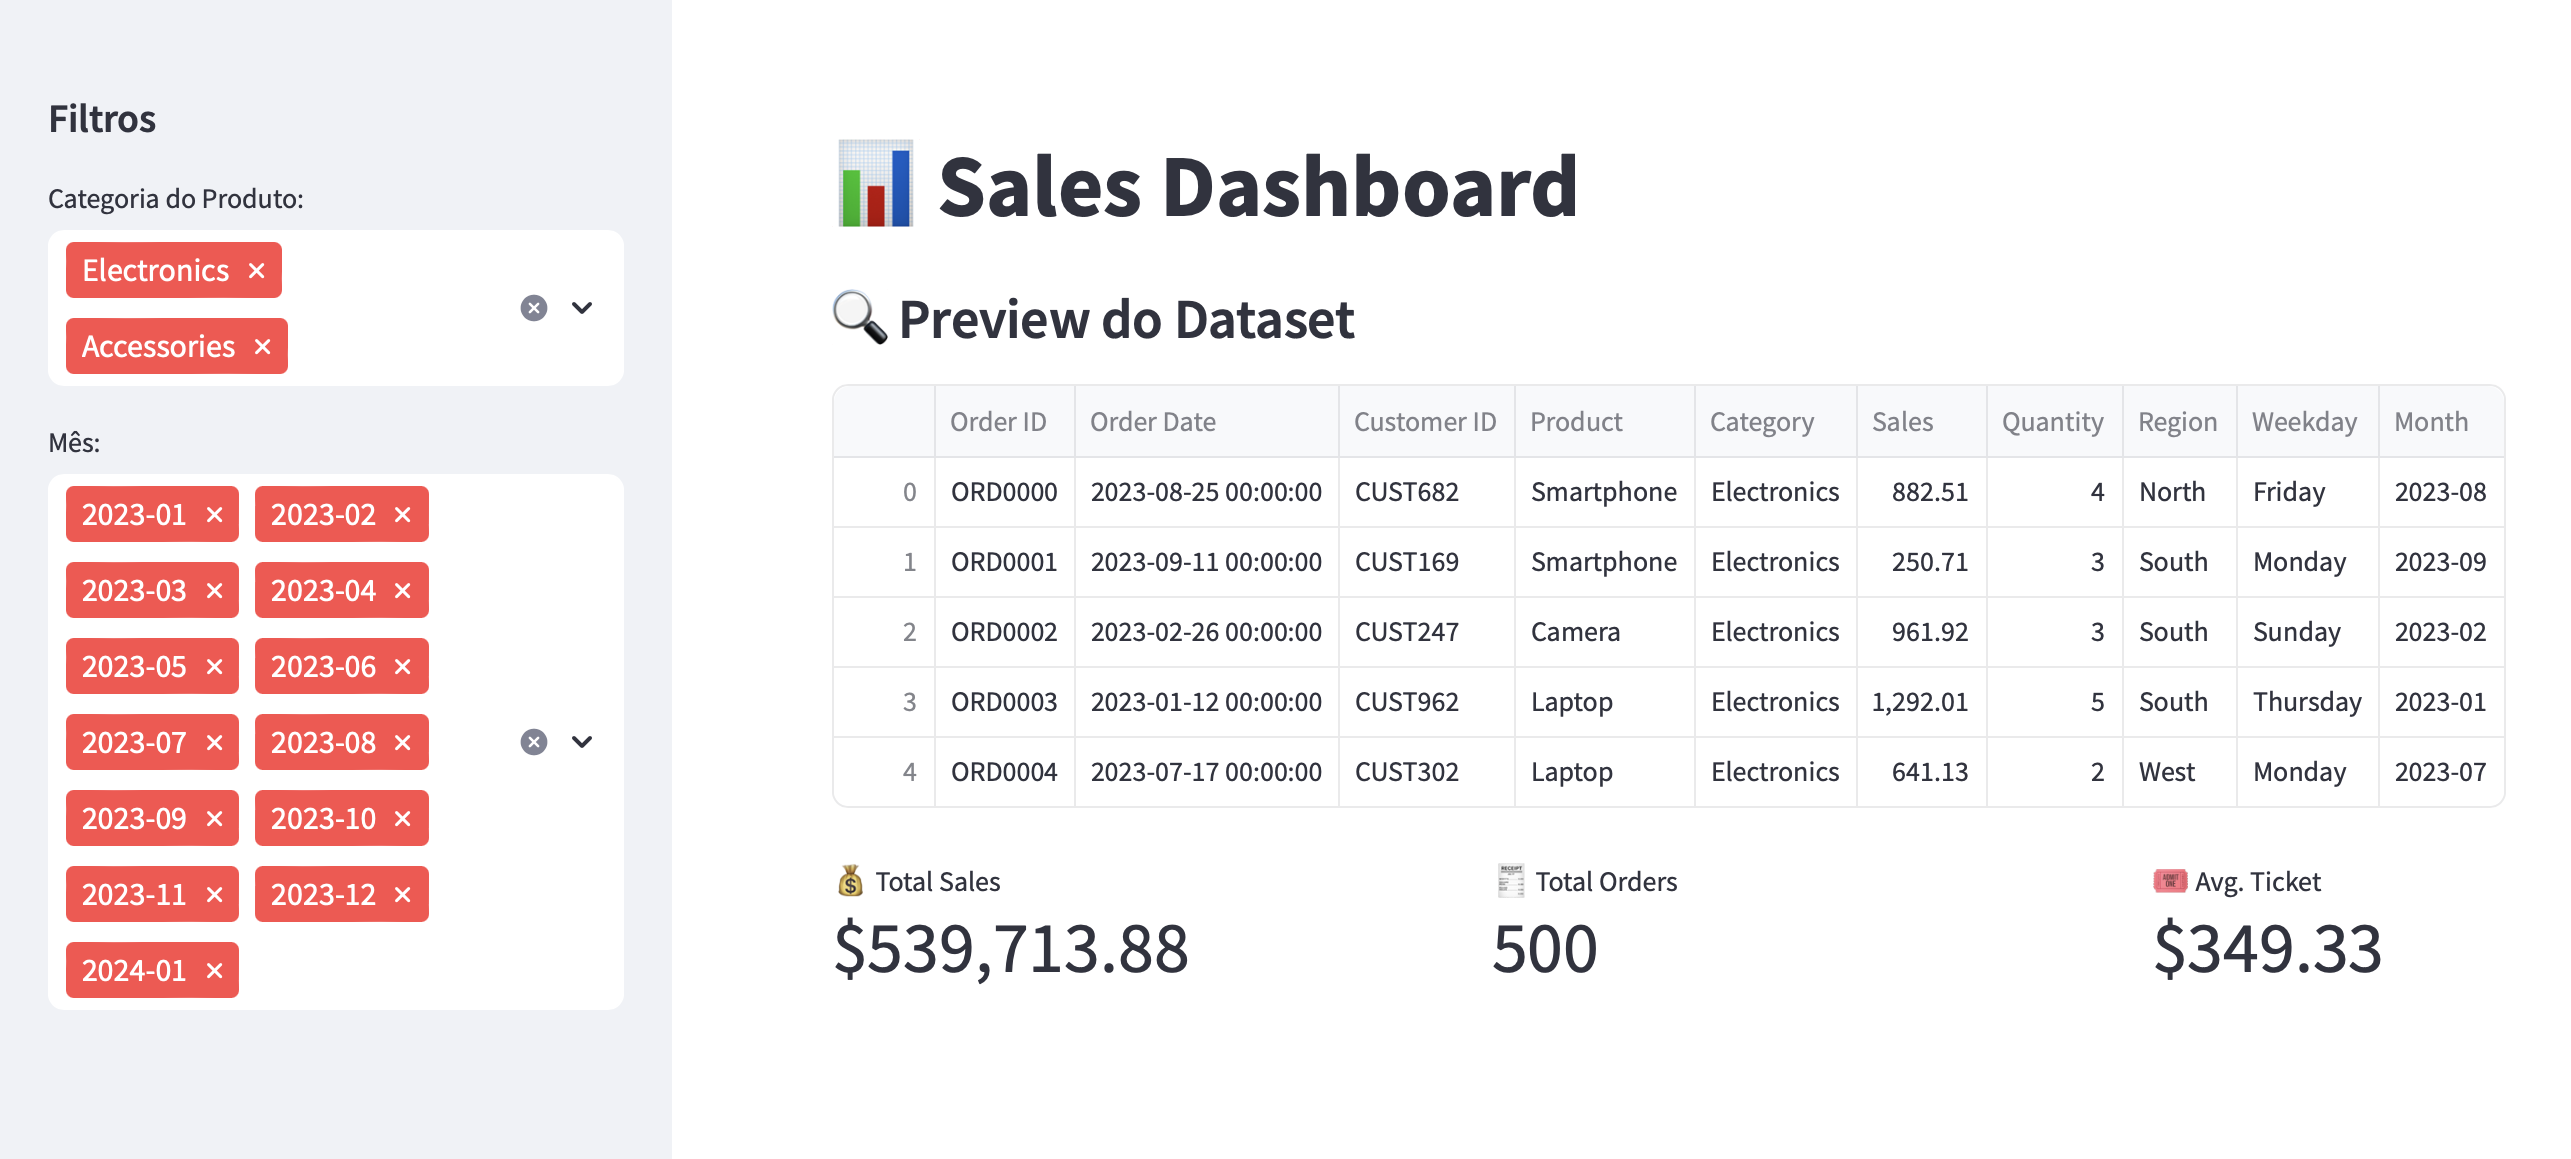 Filtros
Categoria do Produto:
Electronics
Accessories
Mês:
2023-01 2023-02
2023-03 2023-04
2023-05 2023-06
2023-07 2023-08
2023-09 2023-10
2023-11 2023-12
2024-01
Sales Dashboard
Preview do Dataset
Order ID Order Date Customer ID Product Category Sales Quantity Region Weekday Month
0 ORD0000 2023-08-25 00:00:00 CUST682 Smartphone Electronics 882.51 4 North Friday 2023-08
1 ORD0001 2023-09-11 00:00:00 CUST169 Smartphone Electronics 250.71 3 South Monday 2023-09
2 ORD0002 2023-02-26 00:00:00 CUST247 Camera Electronics 961.92 3 South Sunday 2023-02
3 ORD0003 2023-01-12 00:00:00 CUST962 Laptop Electronics 1,292.01 5 South Thursday 2023-01
4 ORD0004 2023-07-17 00:00:00 CUST302 Laptop Electronics 641.13 2 West Monday 2023-07
Total Sales
$539,713.88
Total Orders
500
Avg. Ticket
$349.33